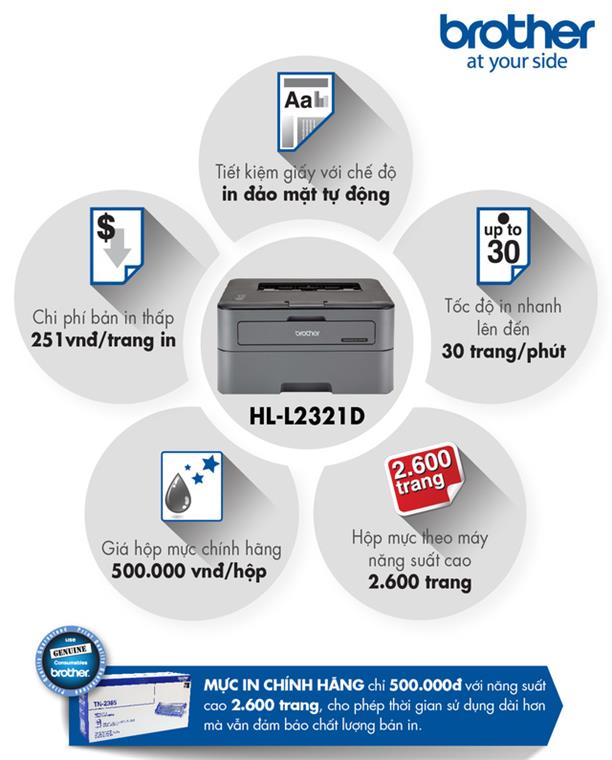 brother
at your side
Aa
Tiết kiệm giấy với chế độ
in đảo mặt tự động
$
Chi phí bản in thấp
251vnđ/trang in
up to
30
Tốc độ in nhanh
lên đến
30 trang/phút
brother
HL-L2321D
Giá hộp mực chính hãng
500.000 vnđ/hộp
2.600
trang
Hộp mực theo máy
năng suất cao
2.600 trang
use
GENUINE
Consumables
brother
TN-2385
MỰC IN CHÍNH HÃNG chỉ 500.000đ với năng suất
cao 2.600 trang, cho phép thời gian sử dụng dài hơn
mà vẫn đảm bảo chất lượng bản in.